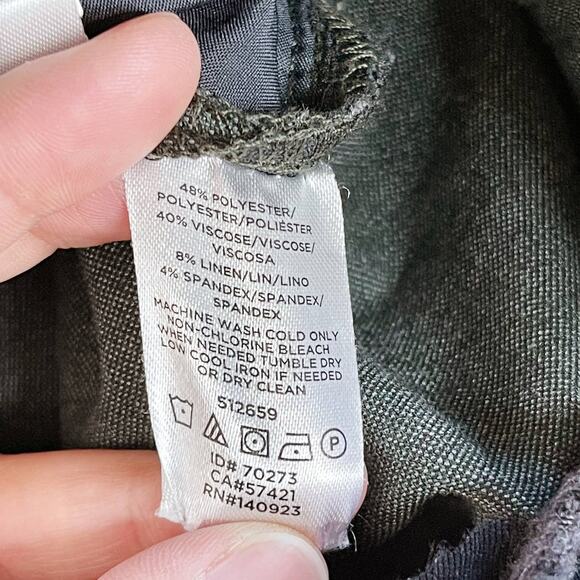 48% POLYESTER/
POLYESTER/POLIÉSTER
40% VISCOSE/VISCOSE/
VISCOSA
8% LINEN/LIN/LINO
4% SPANDEX/SPANDEX/
SPANDEX
MACHINE WASH COLD ONLY
NON-CHLORINE BLEACH
WHEN NEEDED TUMBLE DRY
LOW COOL IRON IF NEEDED
OR DRY CLEAN
512659
P
ID# 70273
CA#57421
RN#140923